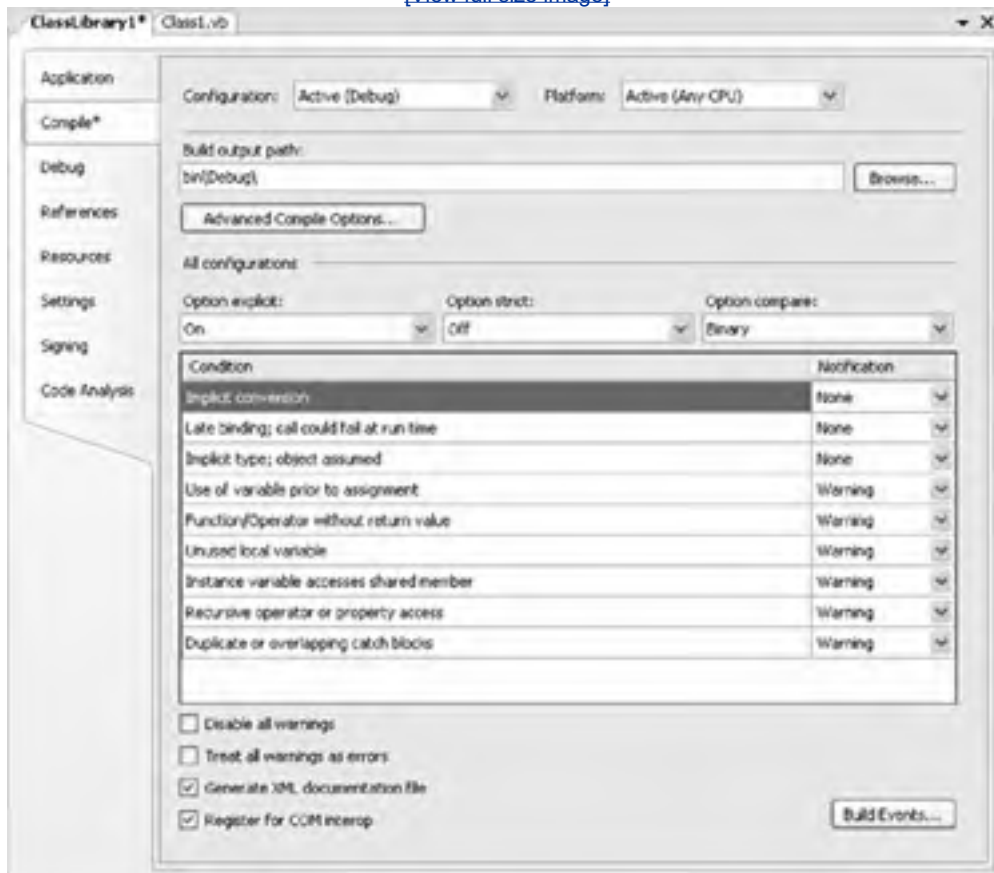 [View full size image]
ClassLibrary1* Class1.vb
Application
Compile*
Debug
References
Resources
Settings
Signing
Code Analysis
Configuration: Active (Debug) Platform: Active (Any CPU)
Build output path:
bin\Debug\ Browse...
Advanced Compile Options...
All configurations
Option explicit: Option strict: Option compare:
On Off Binary
Condition Notification
Implicit conversion None
Late binding; call could fail at run time None
Implicit type; object assumed None
Use of variable prior to assignment Warning
Function/Operator without return value Warning
Unused local variable Warning
Instance variable accesses shared member Warning
Recursive operator or property access Warning
Duplicate or overlapping catch blocks Warning
Disable all warnings
Treat all warnings as errors
Generate XML documentation file
Register for COM interop
Build Events...